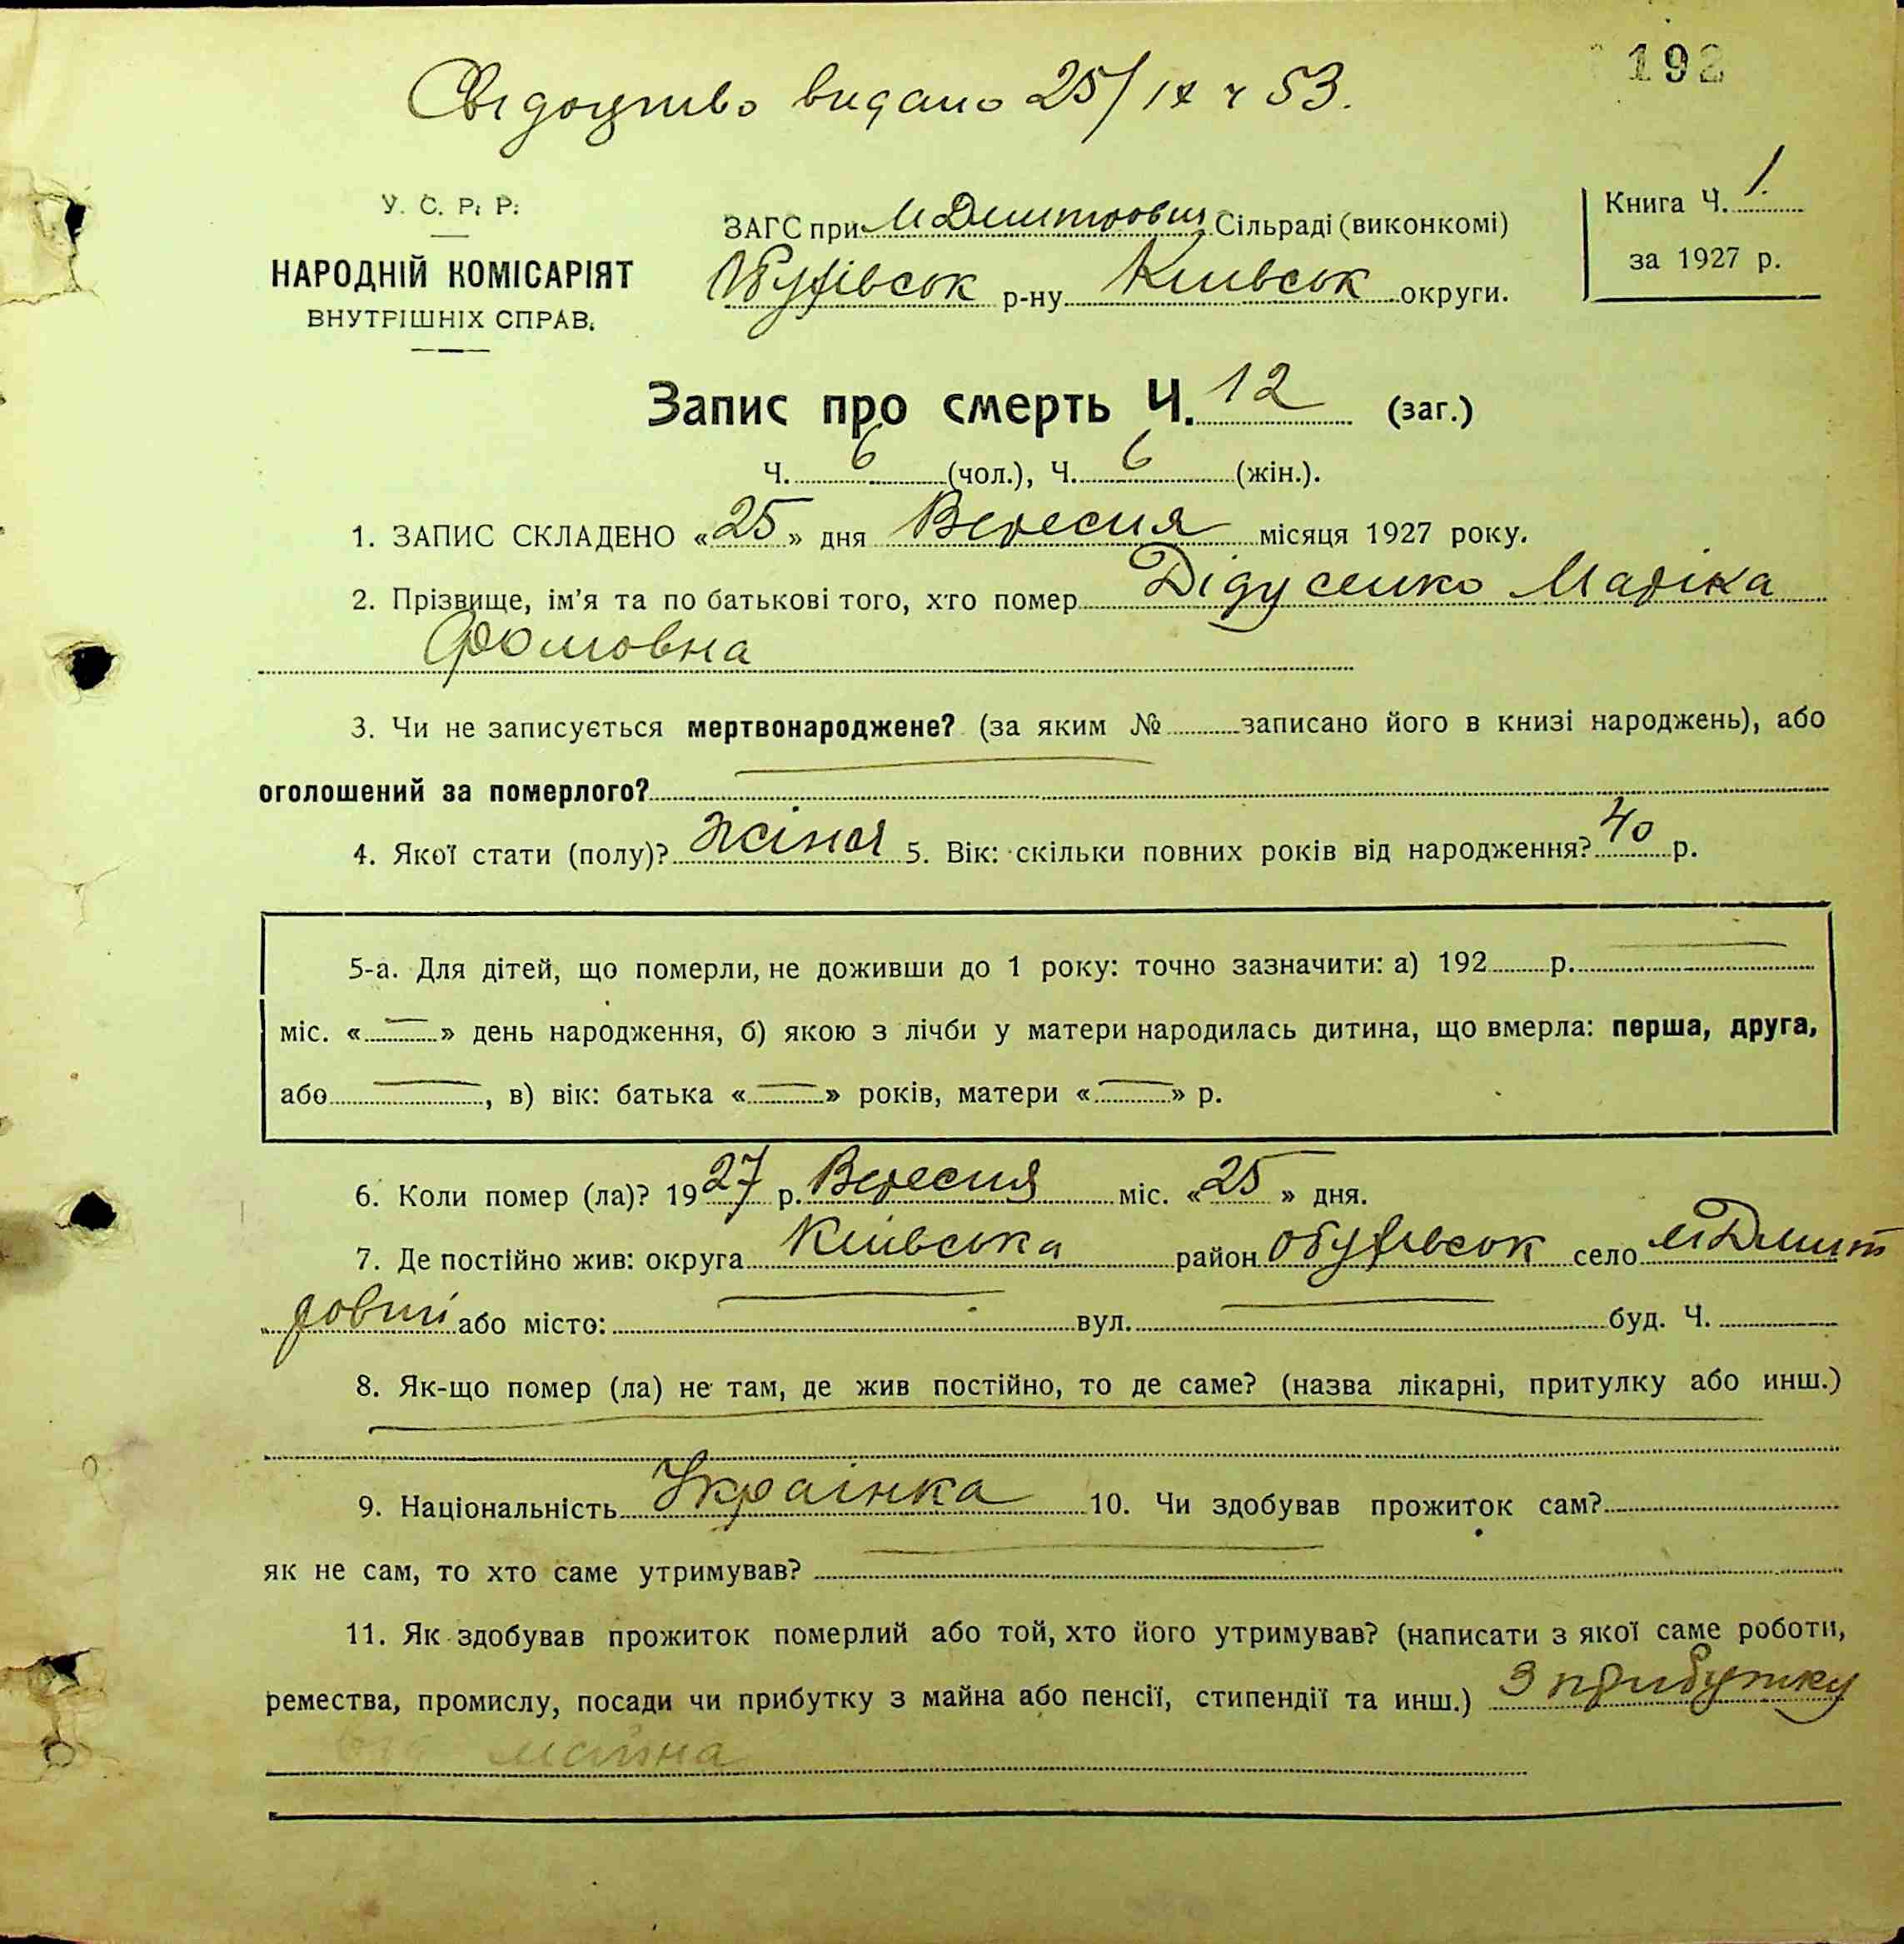 192
Свідоцтво видано 25/IX ч 53.
У. С. Р. Р.
НАРОДНІЙ КОМІСАРІЯТ
ВНУТРІШНІХ СПРАВ.
ЗАГС при М Дмитрович Сільраді (виконкомі)
Обухівськ р-ну Київськ округи.
Книга Ч. 1.
за 1927 р.
Запис про смерть Ч. 12 (заг.)
Ч. 6 (чол.), Ч. 6 (жін.).
1. ЗАПИС СКЛАДЕНО «25» дня Вересня місяця 1927 року.
2. Прізвище, ім'я та по батькові того, хто помер Дідусенко
Фомовна
3. Чи не записується мертвонароджене? (за яким № записано його в книзі народжень), або
оголошений за померлого?
4. Якої стати (полу)? жіноч 5. Вік: скільки повних років від народження? 40 р.
5-а. Для дітей, що померли, не доживши до 1 року: точно зазначити: а) 192 р.
міс. « — » день народження, б) якою з лічби у матери народилась дитина, що вмерла: перша, друга,
або —, в) вік: батька « — » років, матери « — » р.
6. Коли помер (ла)? 1927 р. Вересня міс. «25» дня.
7. Де постійно жив: округа Київська район Обухівськ село М Дмит
ровичі або місто: — вул. — буд. Ч.
8. Як-що помер (ла) не там, де жив постійно, то де саме? (назва лікарні, притулку або инш.)
9. Національність Українка 10. Чи здобував прожиток сам?
як не сам, то хто саме утримував? —
11. Як здобував прожиток померлий або той, хто його утримував? (написати з якої саме роботи,
ремества, промислу, посади чи прибутку з майна або пенсії, стипендії та инш.) З прибутку
від майна